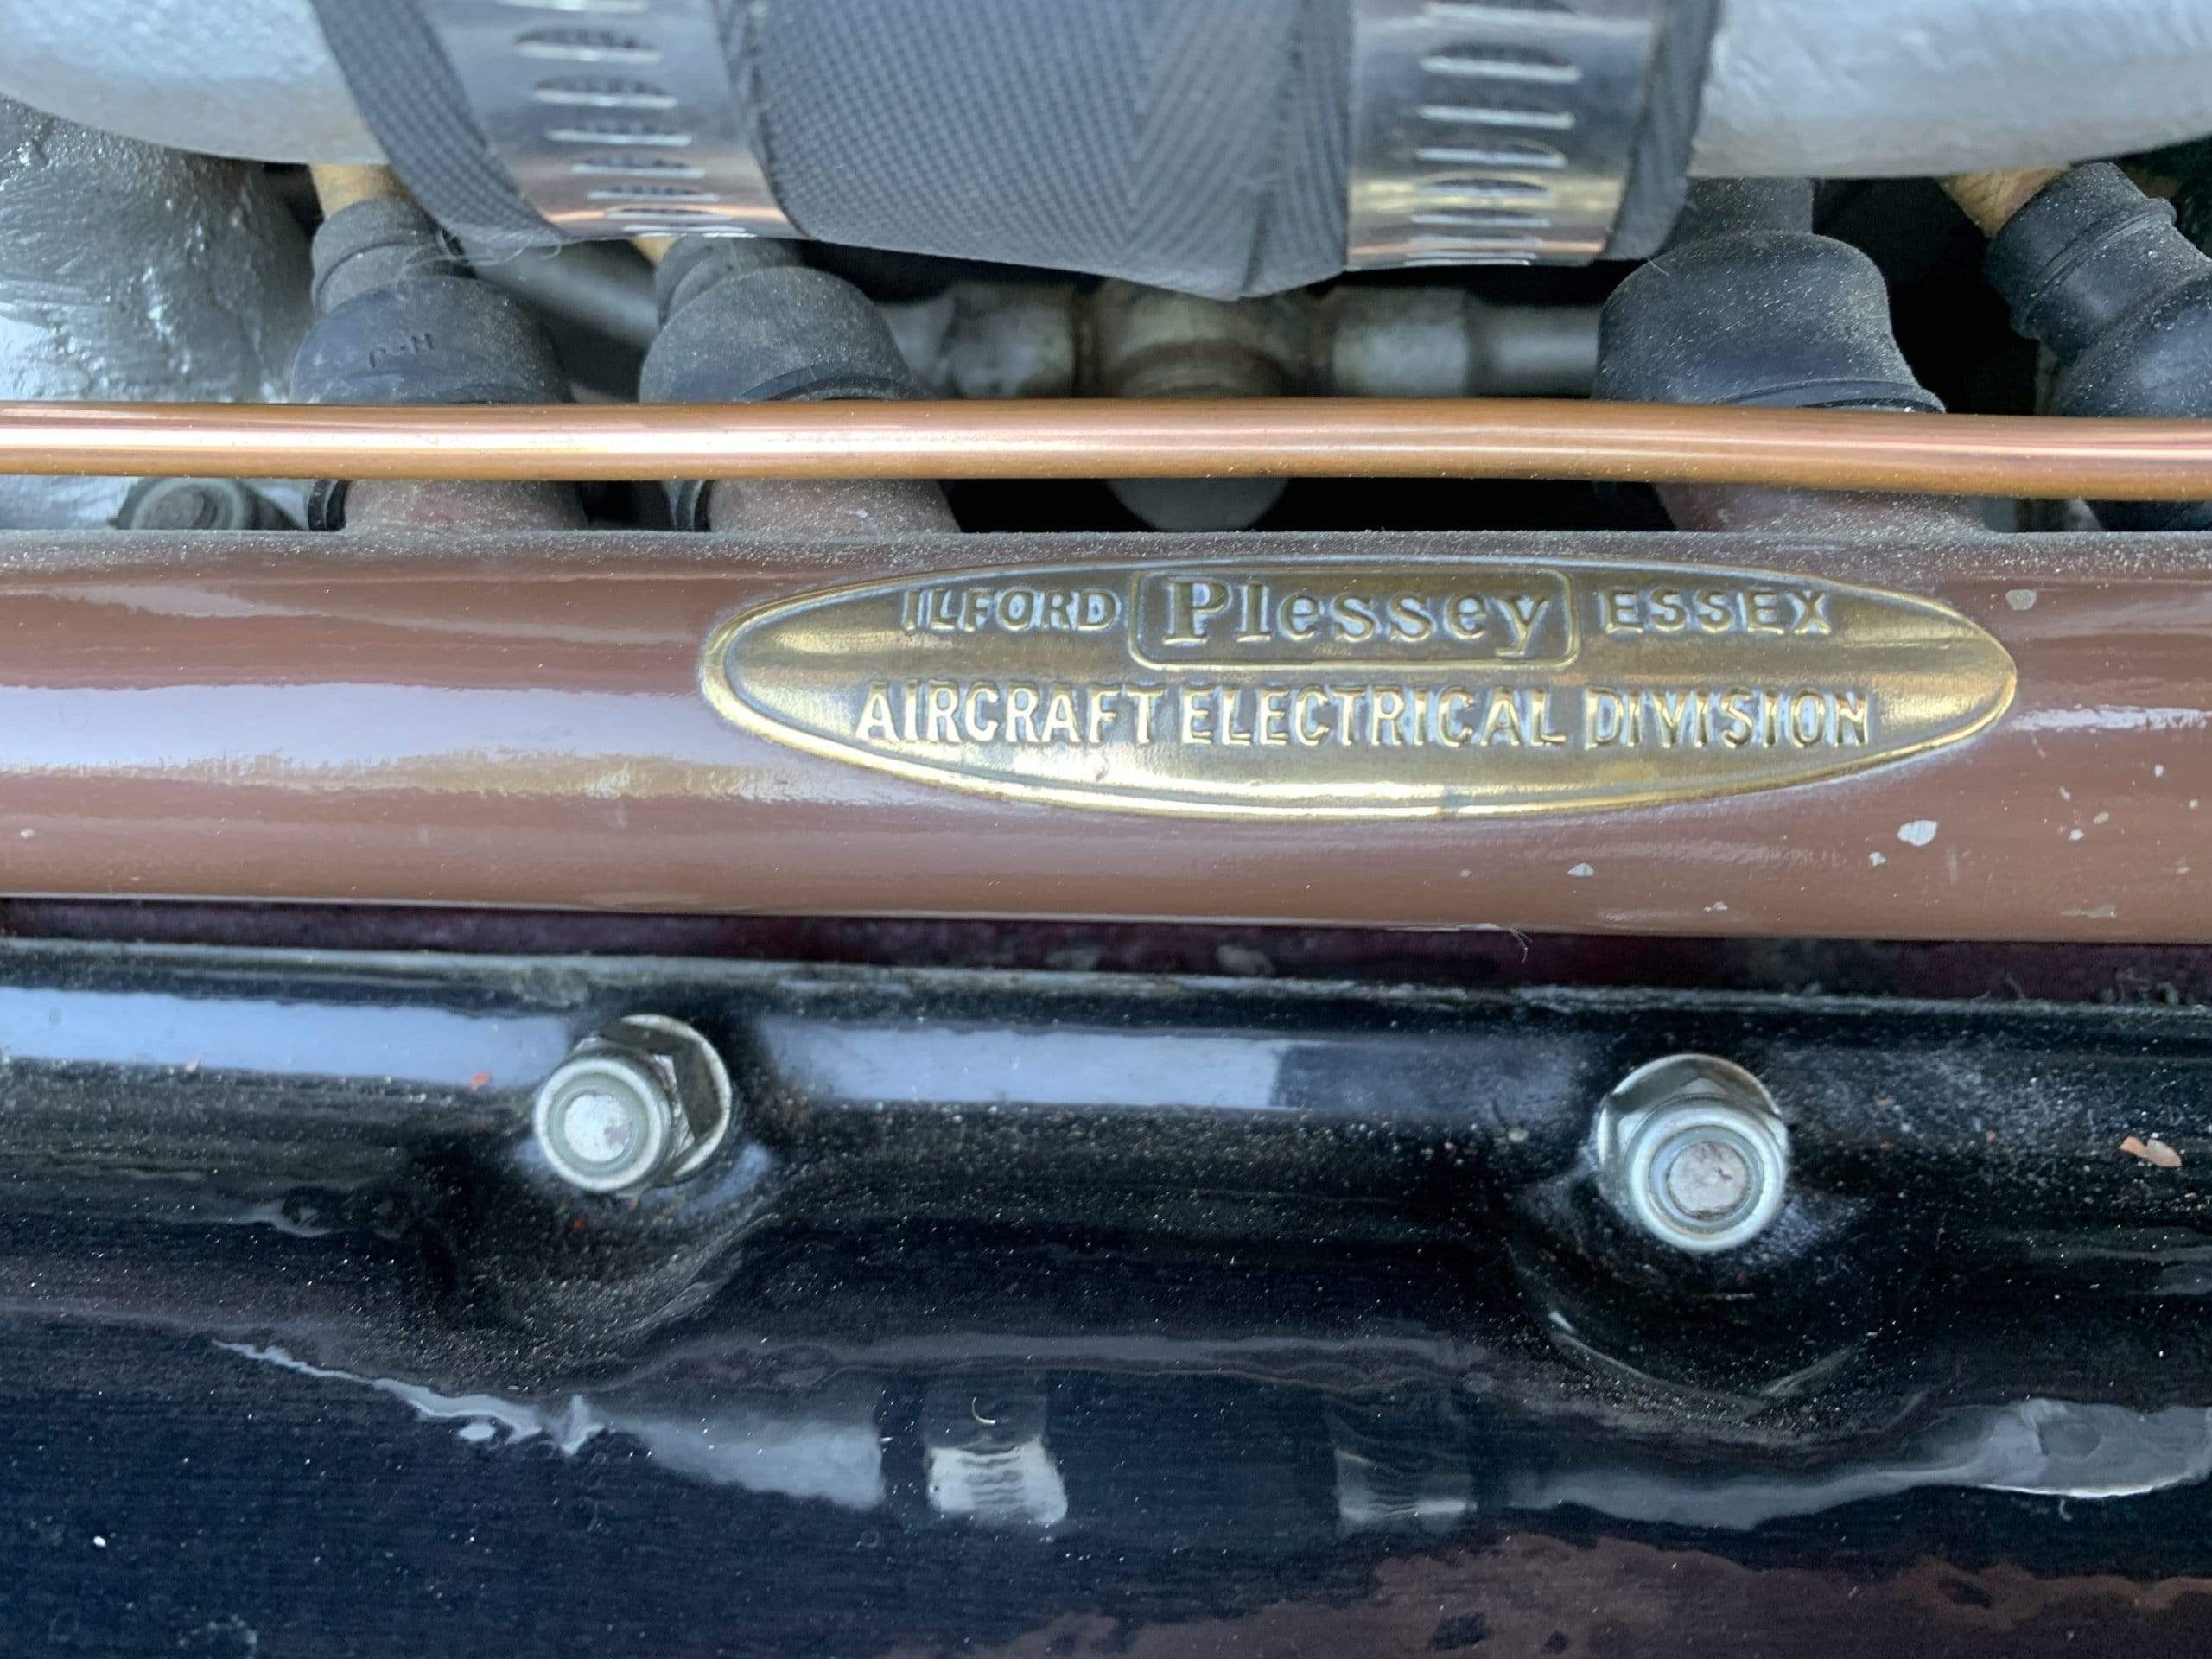 ILFORD Plessey ESSEX
AIRCRAFT ELECTRICAL DIVISION